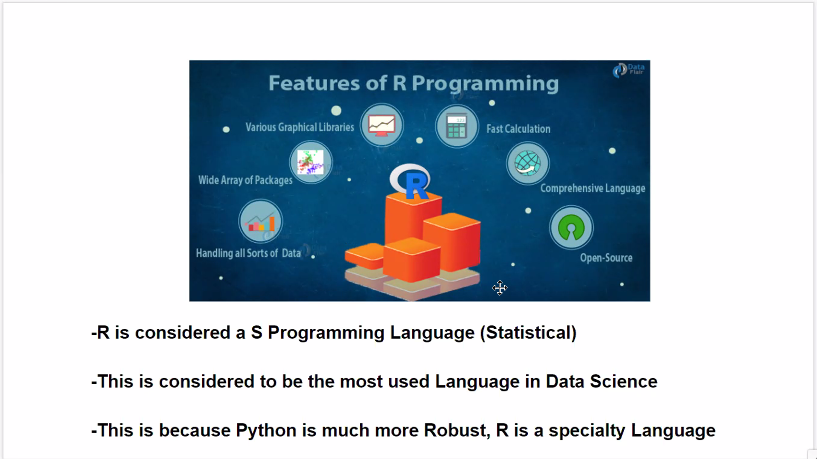 Data
Flair
Features of R Programming
Various Graphical Libraries
Fast Calculation
Wide Array of Packages
Comprehensive Language
R
Handling all Sorts of Data
Open-Source
-R is considered a S Programming Language (Statistical)
-This is considered to be the most used Language in Data Science
-This is because Python is much more Robust, R is a specialty Language